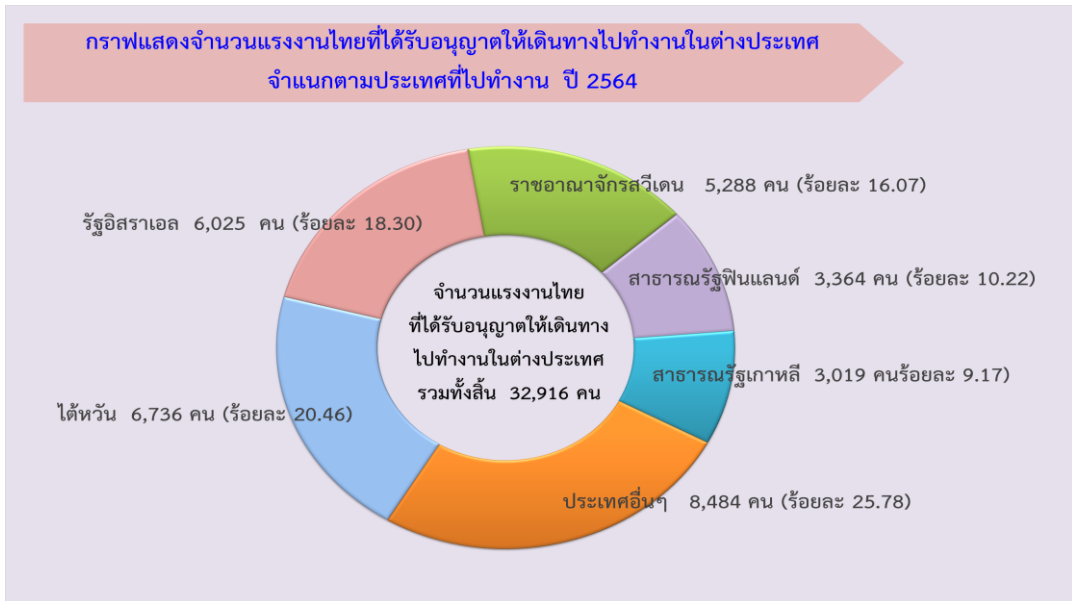 กราฟแสดงจำนวนแรงงานไทยที่ได้รับอนุญาตให้เดินทางไปทำงานในต่างประเทศ
จำแนกตามประเทศที่ไปทำงาน ปี 2564
ราชอาณาจักรสวีเดน 5,288 คน (ร้อยละ 16.07)
รัฐอิสราเอล 6,025 คน (ร้อยละ 18.30)
สาธารณรัฐฟินแลนด์ 3,364 คน (ร้อยละ 10.22)
จำนวนแรงงานไทย
ที่ได้รับอนุญาตให้เดินทาง
ไปทำงานในต่างประเทศ
รวมทั้งสิ้น 32,916 คน
สาธารณรัฐเกาหลี 3,019 คนร้อยละ 9.17)
ไต้หวัน 6,736 คน (ร้อยละ 20.46)
ประเทศอื่นๆ 8,484 คน (ร้อยละ 25.78)